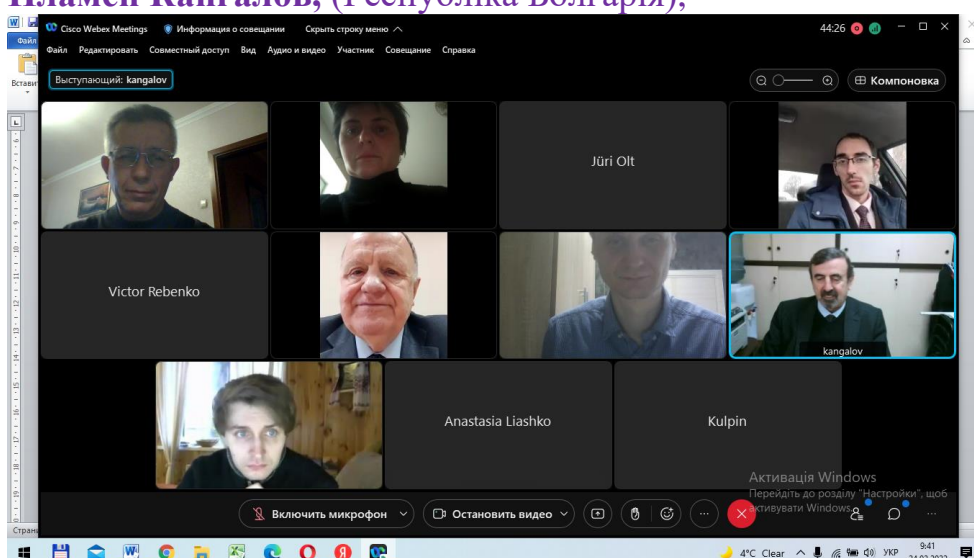 Пламен Кангалов, (Республіка Болгарія),
Файл
Cisco Webex Meetings Информация о совещании Скрыть строку меню 44:26
Файл Редактировать Совместный доступ Вид Аудио и видео Участник Совещание Справка
Выступающий: kangalov Компоновка
Jüri Olt
Victor Rebenko
kangalov
Anastasia Liashko
Kulpin
Активація Windows
Перейдіть до розділу "Настройки", щоб
активувати Windows.
Включить микрофон Остановить видео
4°C Clear УКР 9:41